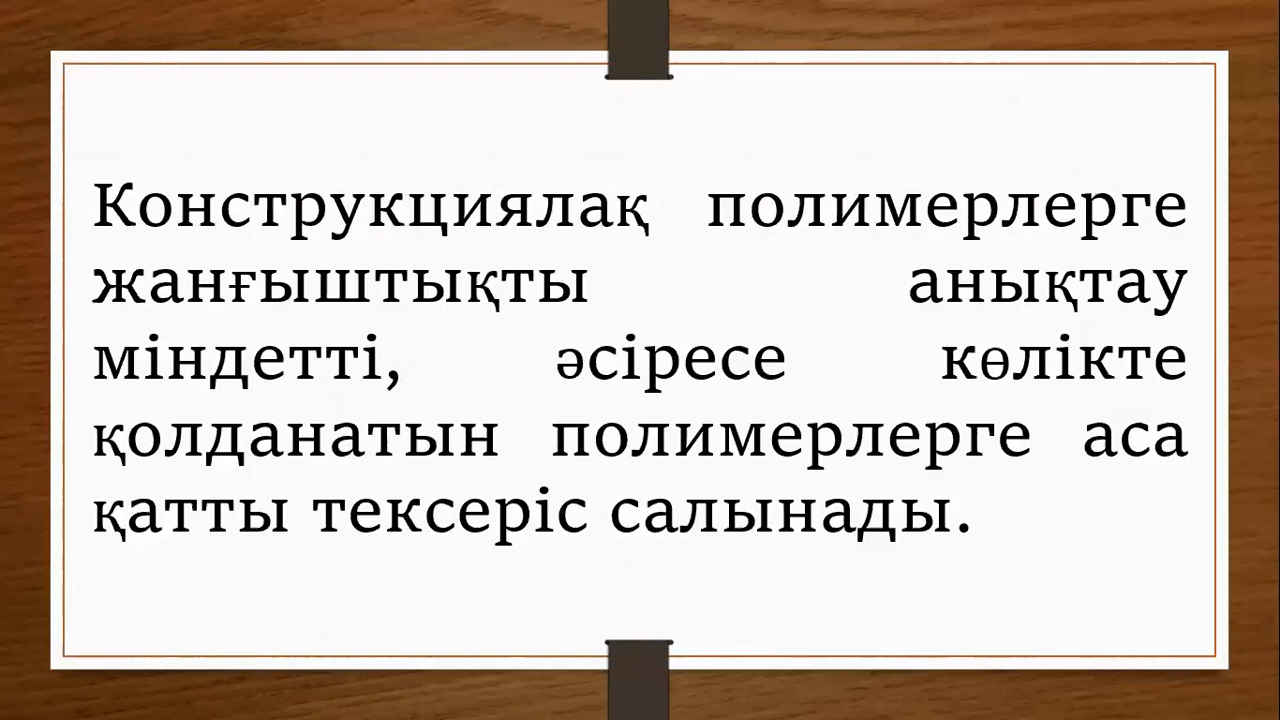 Конструкциялақ полимерлерге
жанғыштықты анықтау
міндетті, әсіресе көлікте
қолданатын полимерлерге аса
қатты тексеріс салынады.